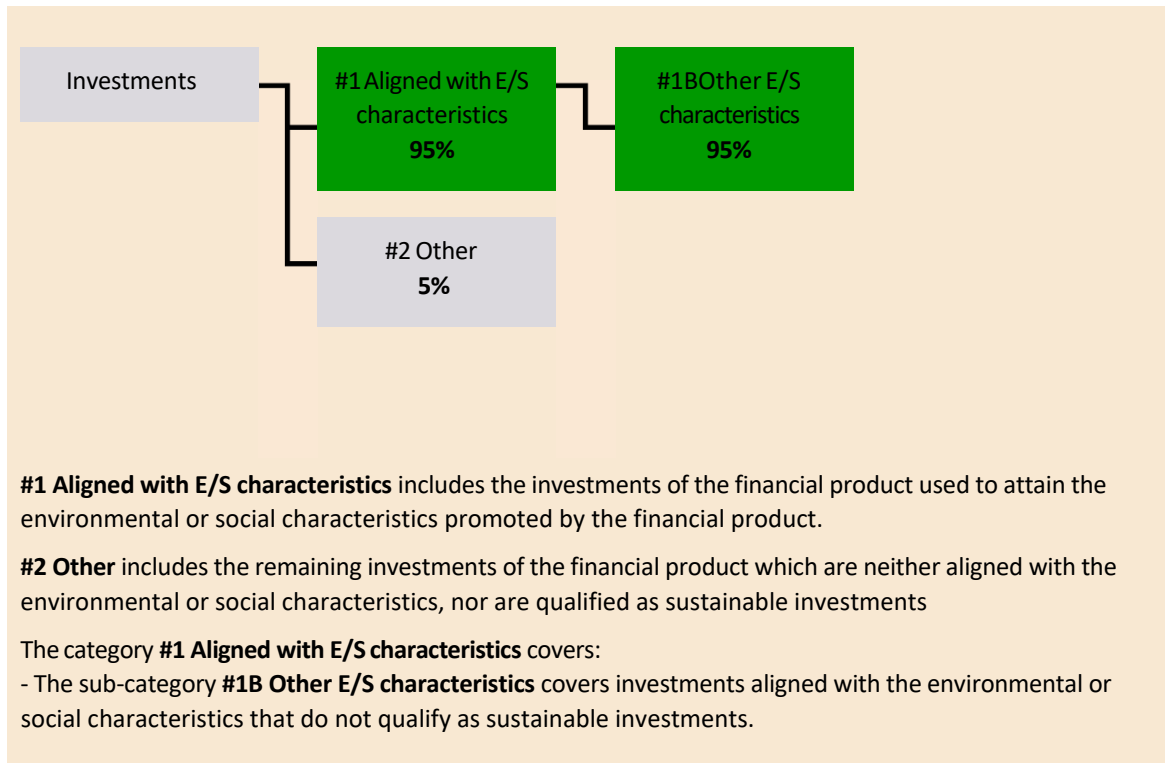 Investments
#1 Aligned with E/S
characteristics
95%
#1B Other E/S
characteristics
95%
#2 Other
5%
#1 Aligned with E/S characteristics includes the investments of the financial product used to attain the
environmental or social characteristics promoted by the financial product.
#2 Other includes the remaining investments of the financial product which are neither aligned with the
environmental or social characteristics, nor are qualified as sustainable investments
The category #1 Aligned with E/S characteristics covers:
- The sub-category #1B Other E/S characteristics covers investments aligned with the environmental or
social characteristics that do not qualify as sustainable investments.